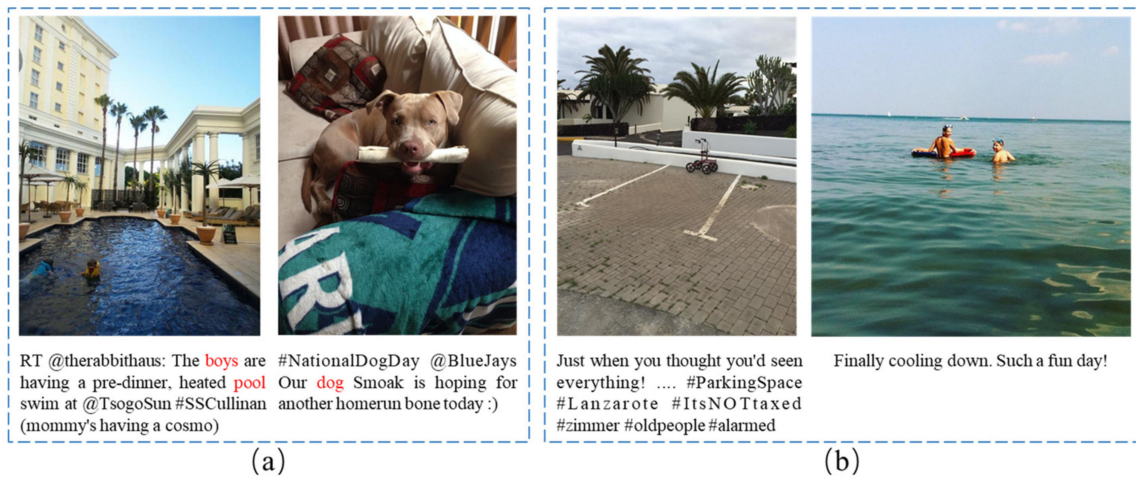 RT @therabbithaus: The boys are
having a pre-dinner, heated pool
swim at @TsogoSun #SSCullinan
(mommy's having a cosmo)
ARI
#NationalDogDay @BlueJays
Our dog Smoak is hoping for
another homerun bone today :)
(a)
Just when you thought you'd seen
everything! .... #ParkingSpace
#Lanzarote #ItsNOTtaxed
#zimmer #oldpeople #alarmed
Finally cooling down. Such a fun day!
(b)